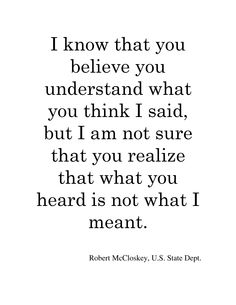 I know that you
believe you
understand what
you think I said,
but I am not sure
that you realize
that what you
heard is not what I
meant.
Robert McCloskey, U.S. State Dept.